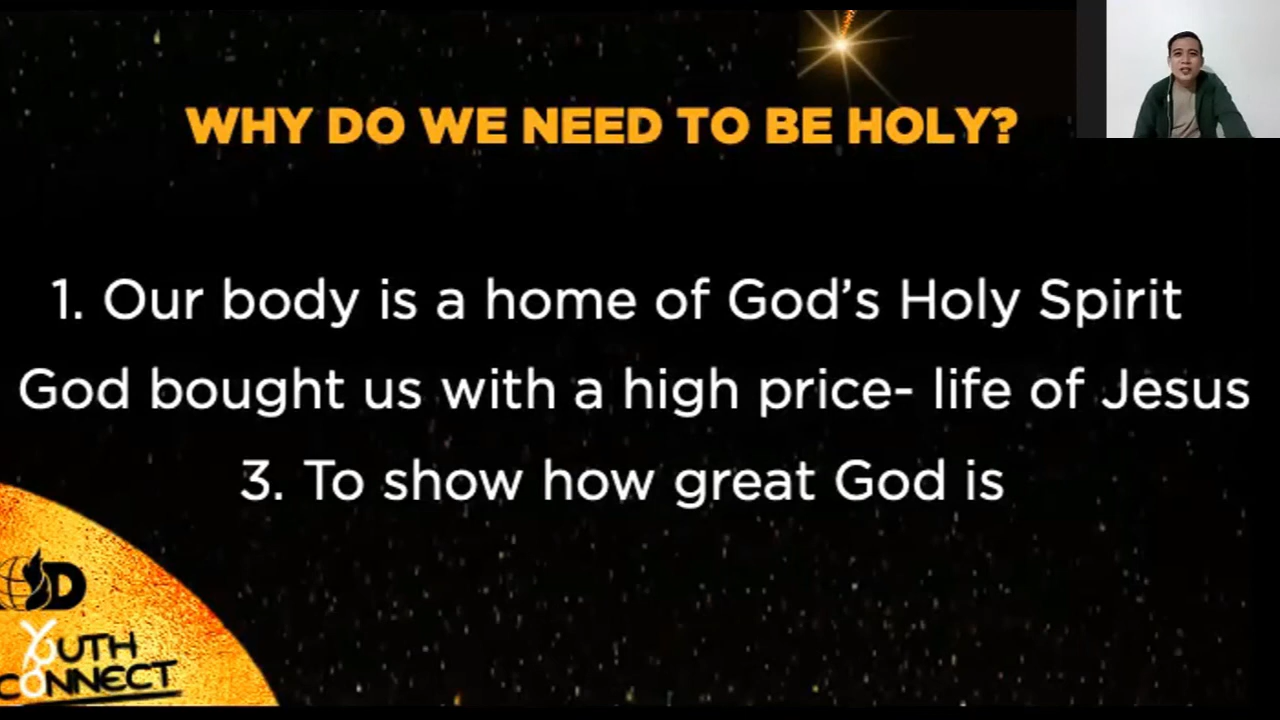 WHY DO WE NEED TO BE HOLY?
1. Our body is a home of God’s Holy Spirit
God bought us with a high price- life of Jesus
3. To show how great God is
D
YOUTH
CONNECT